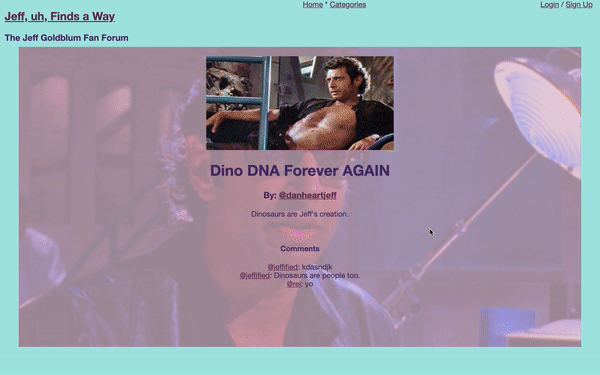 Home * Categories
Login / Sign Up
Jeff, uh, Finds a Way
The Jeff Goldblum Fan Forum
Dino DNA Forever AGAIN
By: @danheartjeff
Dinosaurs are Jeff's creation.
Comments
@jeffified: kdasndjk
@jeffified: Dinosaurs are people too.
@rei: yo